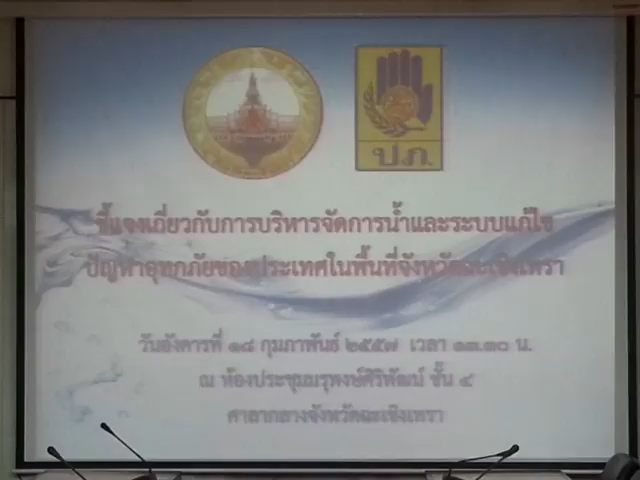 ปภ.
ชี้แจงเกี่ยวกับการบริหารจัดการน้ำและระบบแก้ไข
ปัญหาอุทกภัยของประเทศในพื้นที่จังหวัดฉะเชิงเทรา
วันอังคารที่ ๑๘ กุมภาพันธ์ ๒๕๕๗ เวลา ๑๓.๓๐ น.
ณ ห้องประชุมมรุพงษ์ศิริพัฒน์ ชั้น ๔
ศาลากลางจังหวัดฉะเชิงเทรา